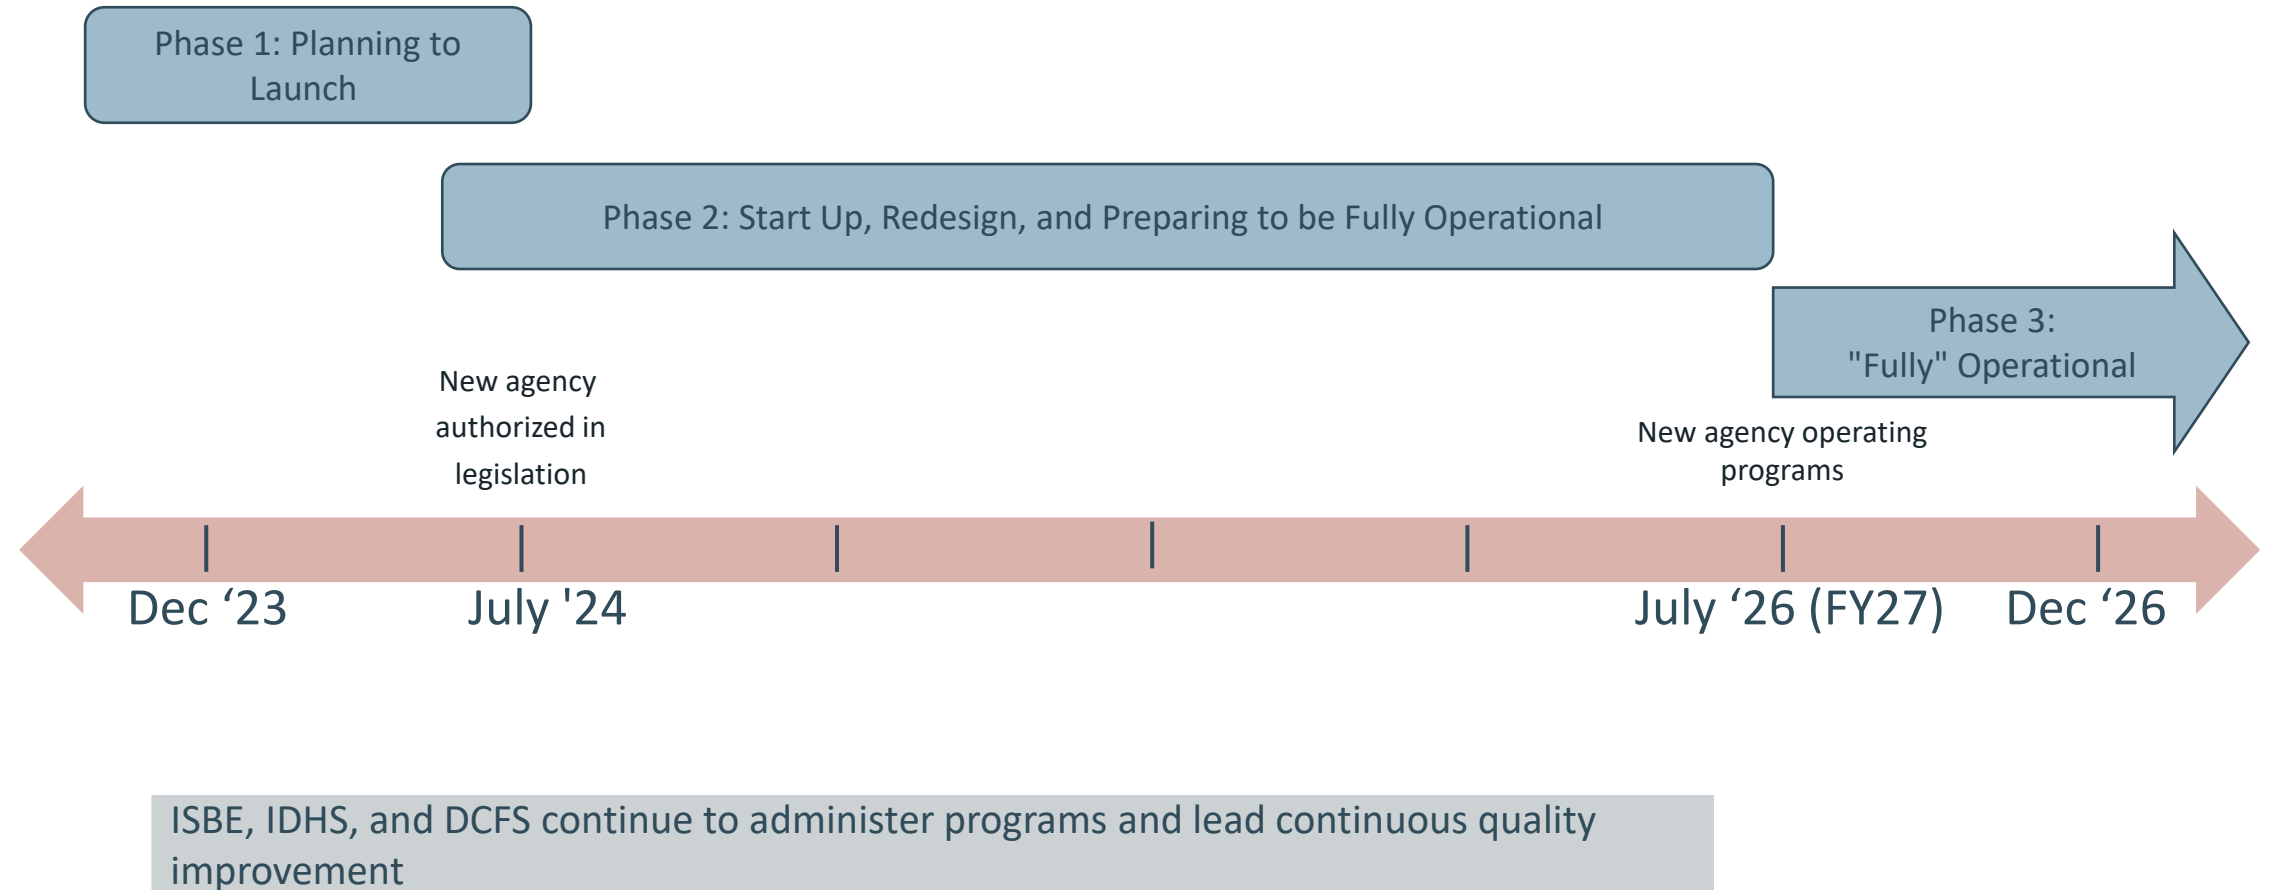 Phase 1: Planning to
Launch
Phase 2: Start Up, Redesign, and Preparing to be Fully Operational
Phase 3:
"Fully" Operational
New agency
authorized in
legislation
New agency operating
programs
Dec ‘23
July '24
July ‘26 (FY27)
Dec ‘26
ISBE, IDHS, and DCFS continue to administer programs and lead continuous quality
improvement